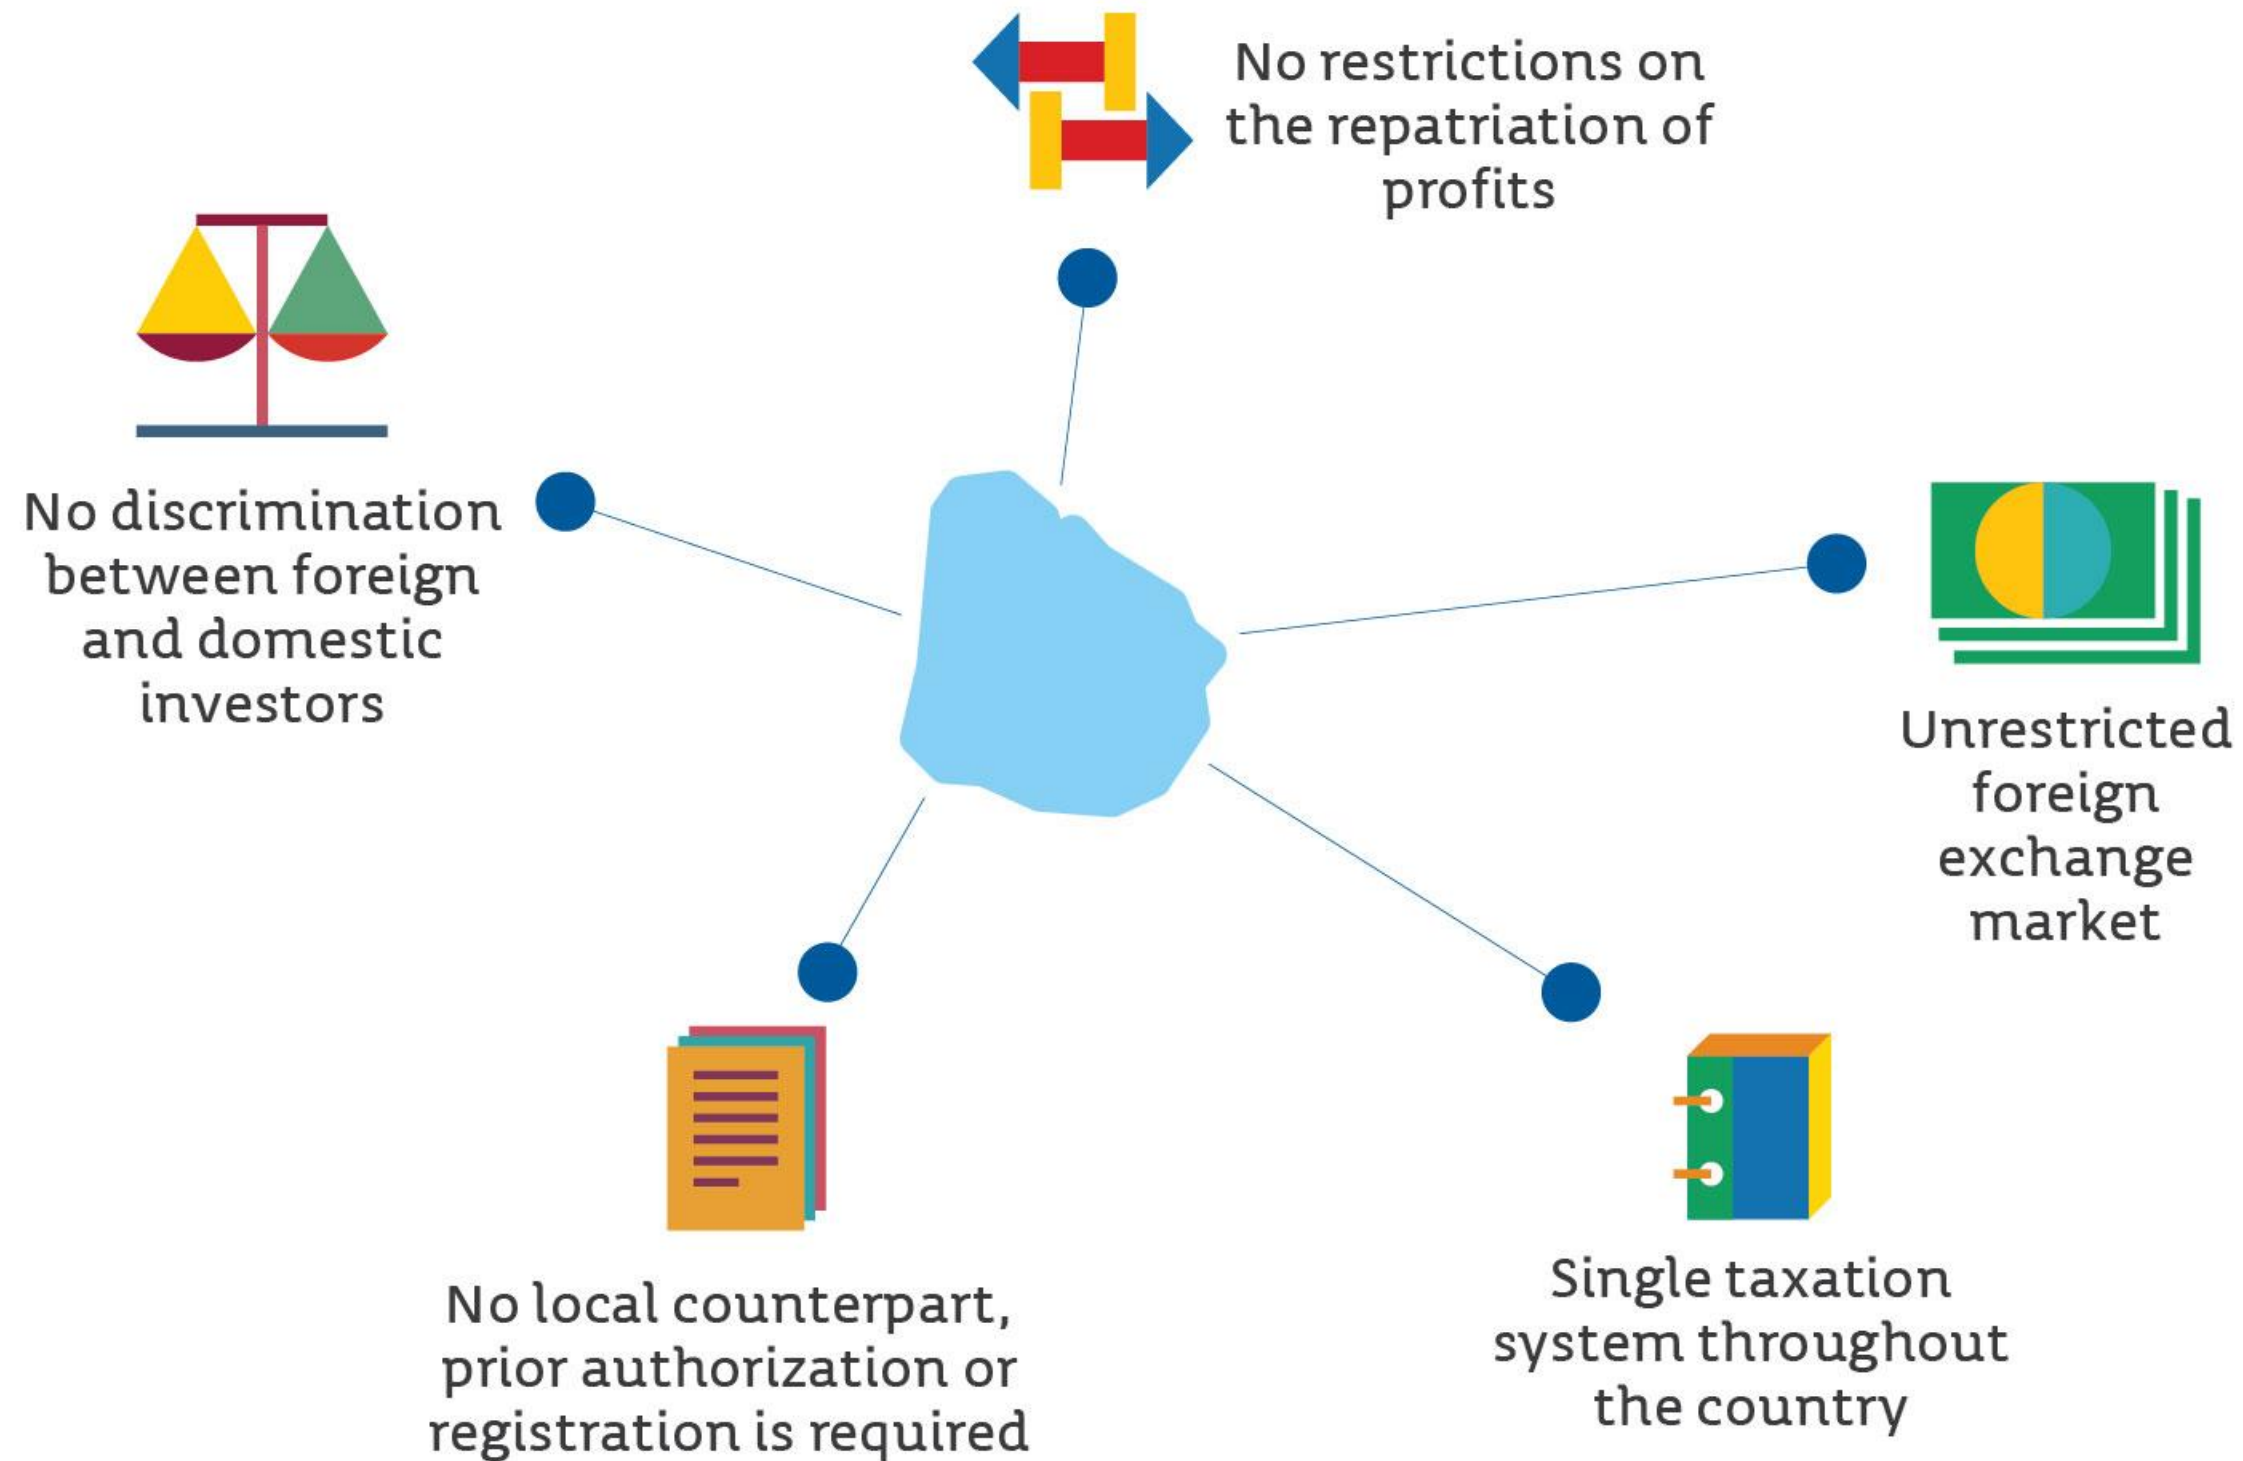 No restrictions on
the repatriation of
profits
No discrimination
between foreign
and domestic
investors
Unrestricted
foreign
exchange
market
No local counterpart,
prior authorization or
registration is required
Single taxation
system throughout
the country